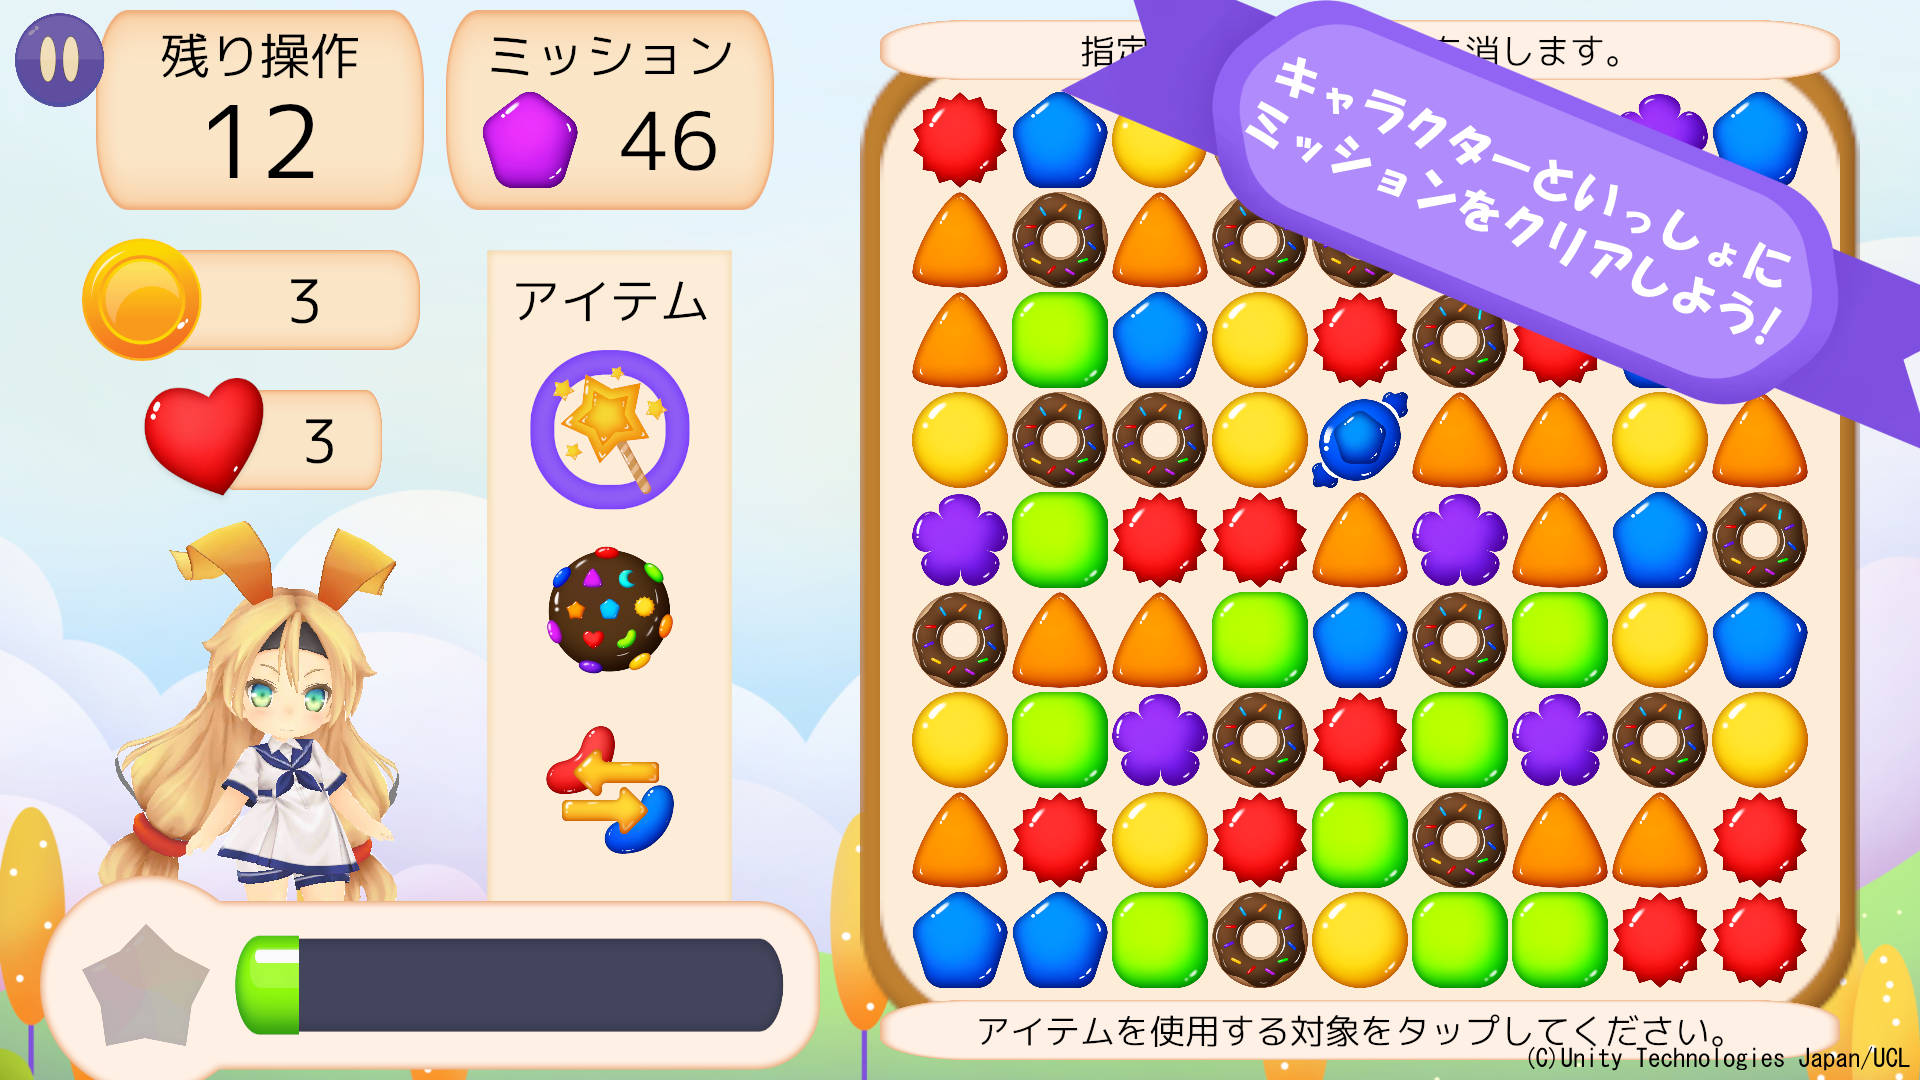 残り操作
12
ミッション
46
3
3
アイテム
指定
消します。
キャラクターといっしょに
ミッションをクリアしよう!
アイテムを使用する対象をタップしてください。
(C)Unity Technologies Japan/UCL